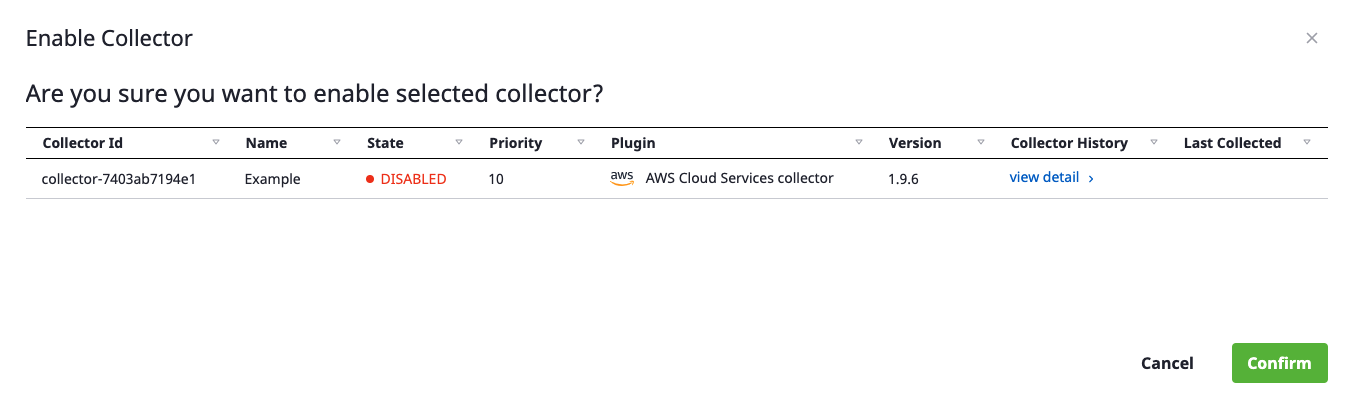 Enable Collector
Are you sure you want to enable selected collector?
Collector Id Name State Priority Plugin Version Collector History Last Collected
collector-7403ab7194e1 Example DISABLED 10 aws AWS Cloud Services collector 1.9.6 view detail
Cancel Confirm